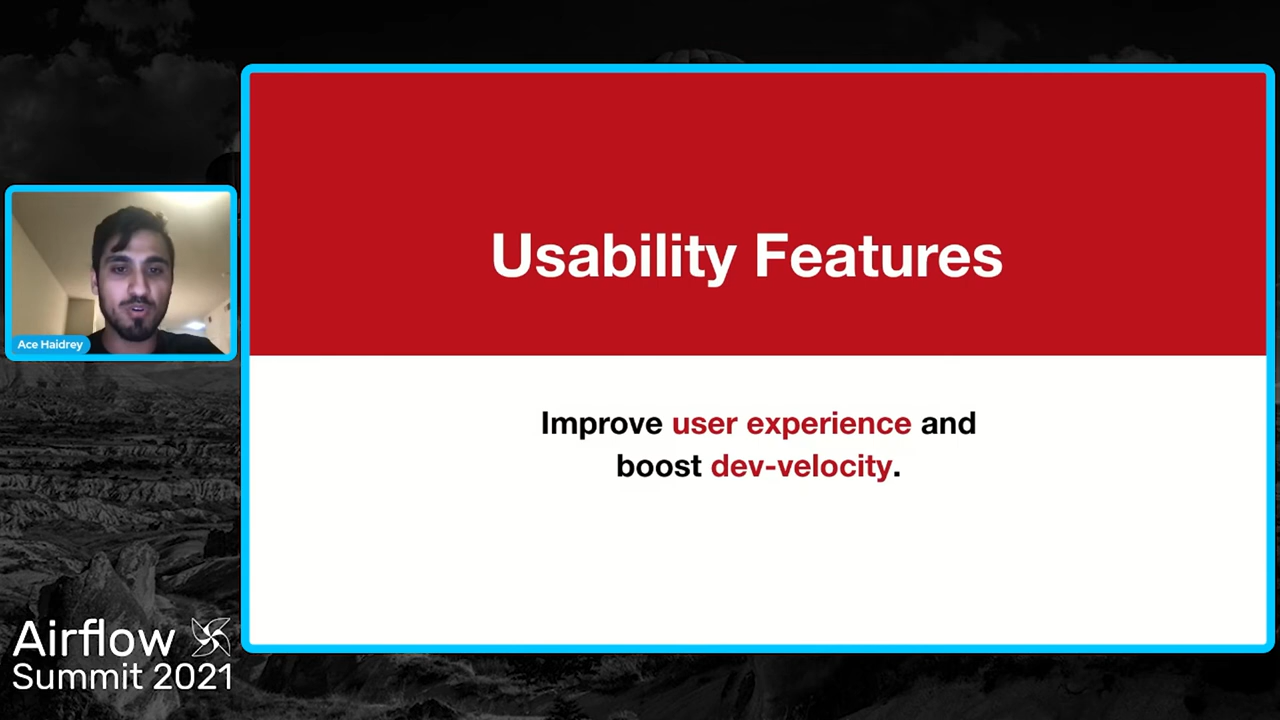 Usability Features
Improve user experience and
boost dev-velocity.
Ace Haidrey
Airflow
Summit 2021